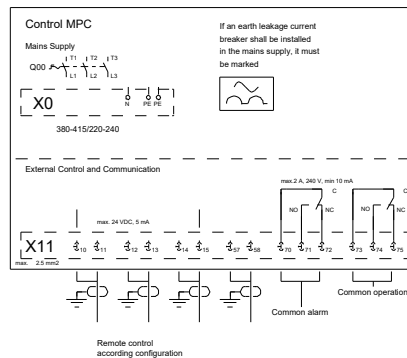 Control MPC
If an earth leakage current
breaker shall be installed
in the mains supply, it must
be marked
Mains Supply
T1 T2 T3
Q00
L1 L2 L3
X0
N PE PE
380-415/220-240
External Control and Communication
max.2 A, 240 V, min 10 mA
C C
NO NC NO NC
max. 24 VDC, 5 mA
X11
10 11 12 13 14 15 57 58 70 71 72 73 74 75
max. 2.5 mm2
Common operation
Common alarm
Remote control
according configuration